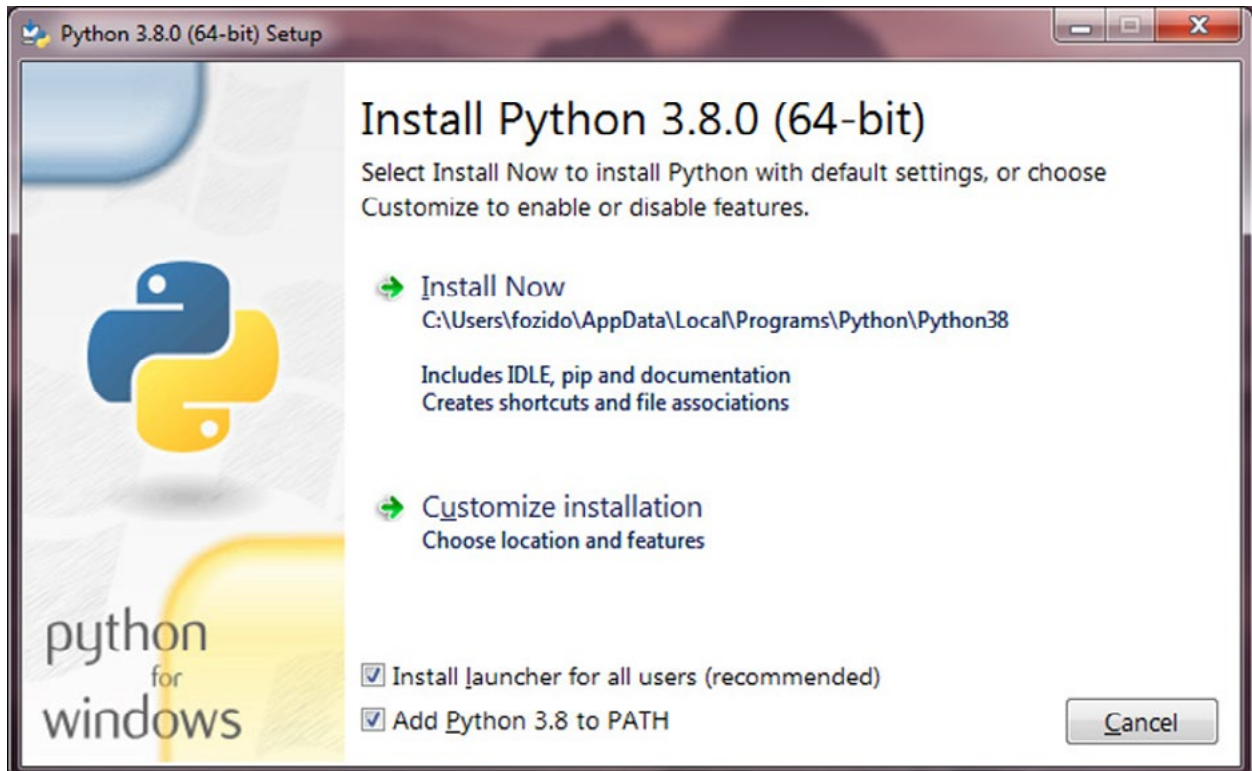 Python 3.8.0 (64-bit) Setup
Install Python 3.8.0 (64-bit)
Select Install Now to install Python with default settings, or choose
Customize to enable or disable features.
Install Now
C:\Users\fozido\AppData\Local\Programs\Python\Python38
Includes IDLE, pip and documentation
Creates shortcuts and file associations
Customize installation
Choose location and features
python
for
windows
Install launcher for all users (recommended)
Add Python 3.8 to PATH
Cancel